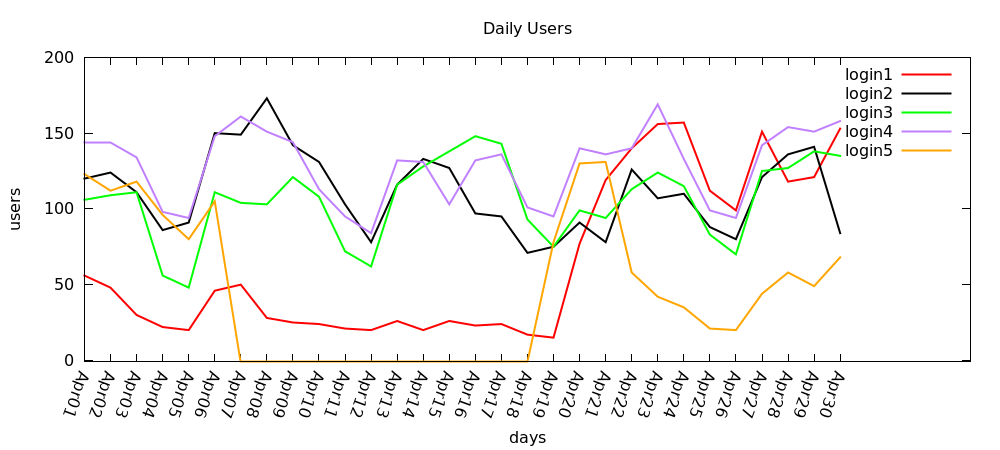 Daily Users
200
150
100
50
0
users
login1
login2
login3
login4
login5
Apr01
Apr02
Apr03
Apr04
Apr05
Apr06
Apr07
Apr08
Apr09
Apr10
Apr11
Apr12
Apr13
Apr14
Apr15
Apr16
Apr17
Apr18
Apr19
Apr20
Apr21
Apr22
Apr23
Apr24
Apr25
Apr26
Apr27
Apr28
Apr29
Apr30
days